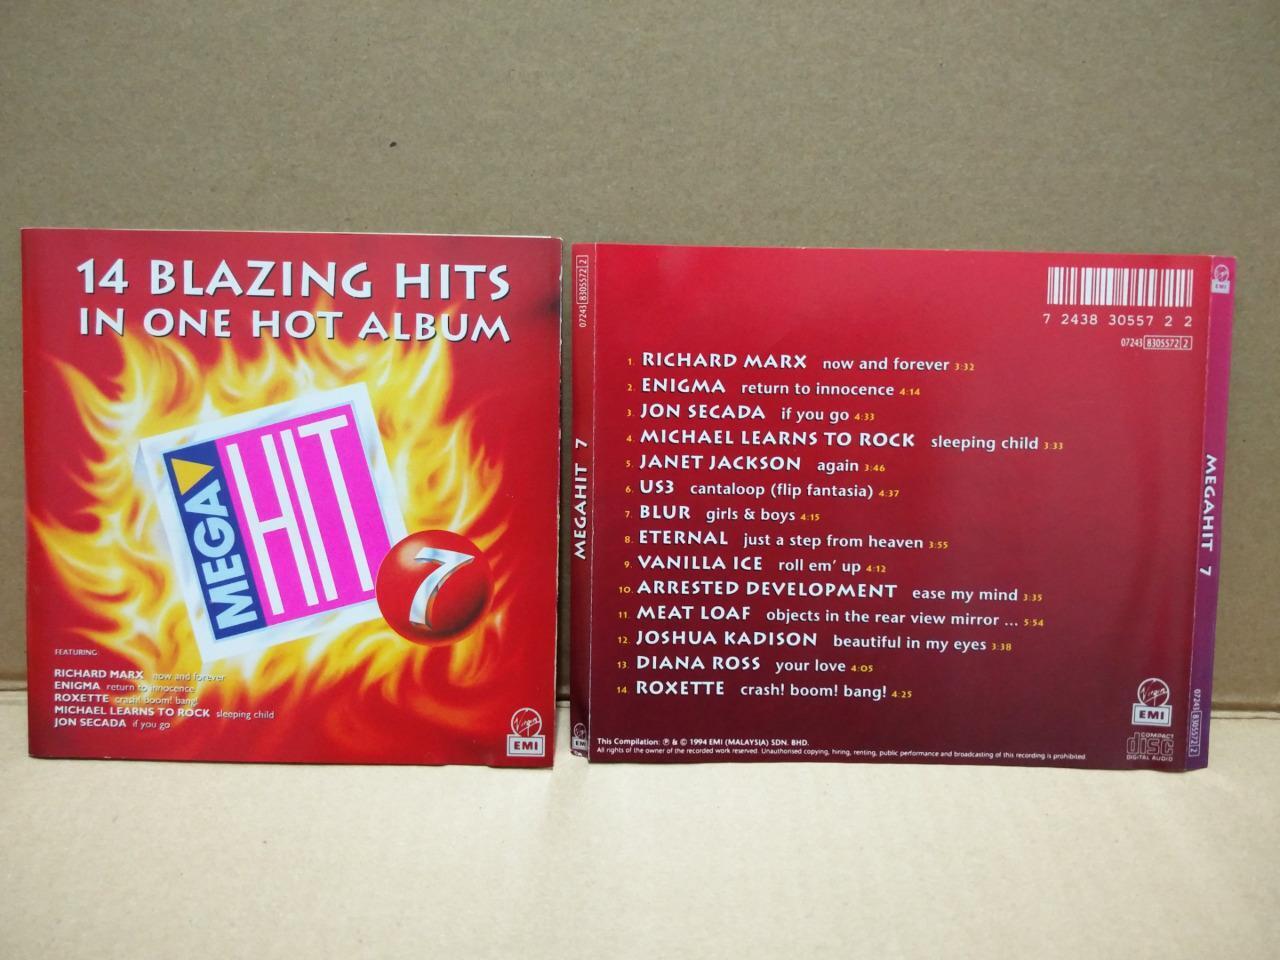 14 BLAZING HITS
IN ONE HOT ALBUM
MEGA HIT
7
FEATURING
RICHARD MARX now and forever
ENIGMA return to innocence
ROXETTE crash! boom! bang!
MICHAEL LEARNS TO ROCK sleeping child
JON SECADA if you go
Virgin
EMI
07243 8305572 2
MEGAHIT 7
EMI
7 2438 30557 2 2
07243 8305572 2
1. RICHARD MARX now and forever 3:32
2. ENIGMA return to innocence 4:14
3. JON SECADA if you go 4:33
4. MICHAEL LEARNS TO ROCK sleeping child 3:33
5. JANET JACKSON again 3:46
6. US3 cantaloop (flip fantasia) 4:37
7. BLUR girls & boys 4:15
8. ETERNAL just a step from heaven 3:55
9. VANILLA ICE roll em' up 4:12
10. ARRESTED DEVELOPMENT ease my mind 3:35
11. MEAT LOAF objects in the rear view mirror ... 5:54
12. JOSHUA KADISON beautiful in my eyes 3:38
13. DIANA ROSS your love 4:05
14. ROXETTE crash! boom! bang! 4:25
Virgin
EMI
This Compilation: ℗ & © 1994 EMI (MALAYSIA) SDN. BHD.
All rights of the owner of the recorded work reserved. Unauthorised copying, hiring, renting, public performance and broadcasting of this recording is prohibited.
COMPACT
disc
DIGITAL AUDIO
EMI
MEGAHIT 7
07243 8305572 2